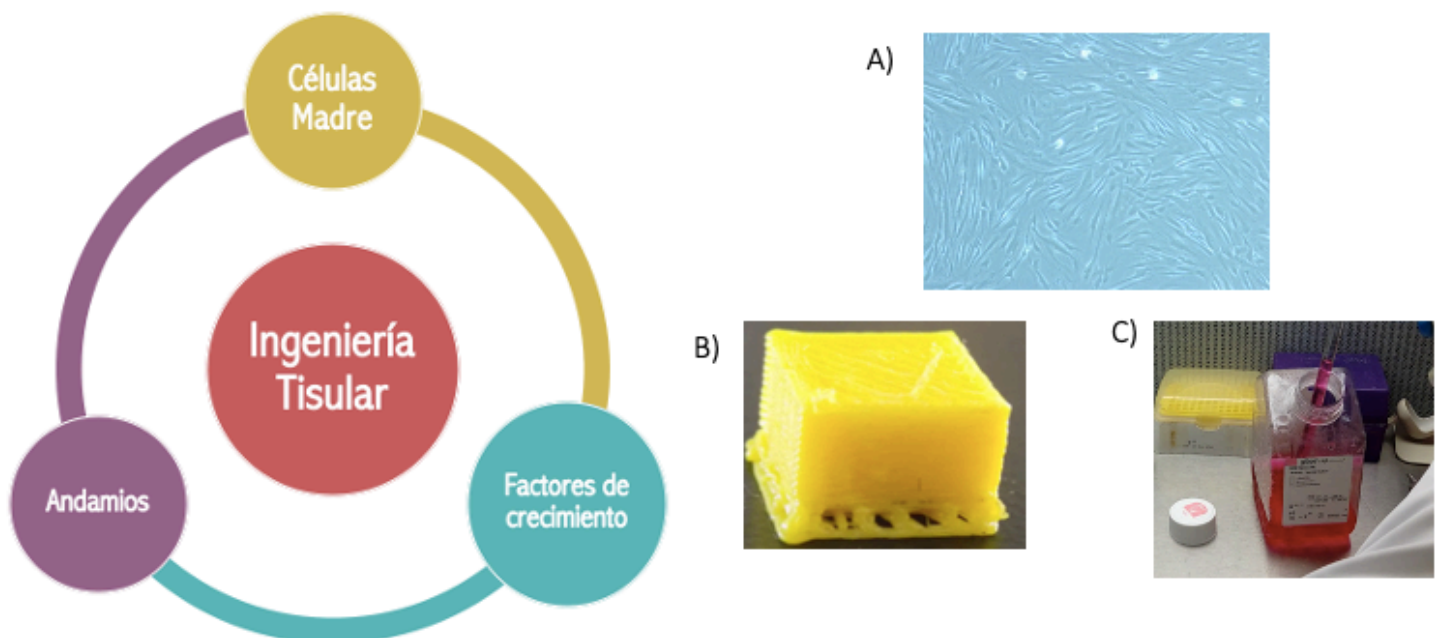 Células
Madre
Ingeniería
Tisular
Andamios
Factores de
crecimiento
A)
B)
C)